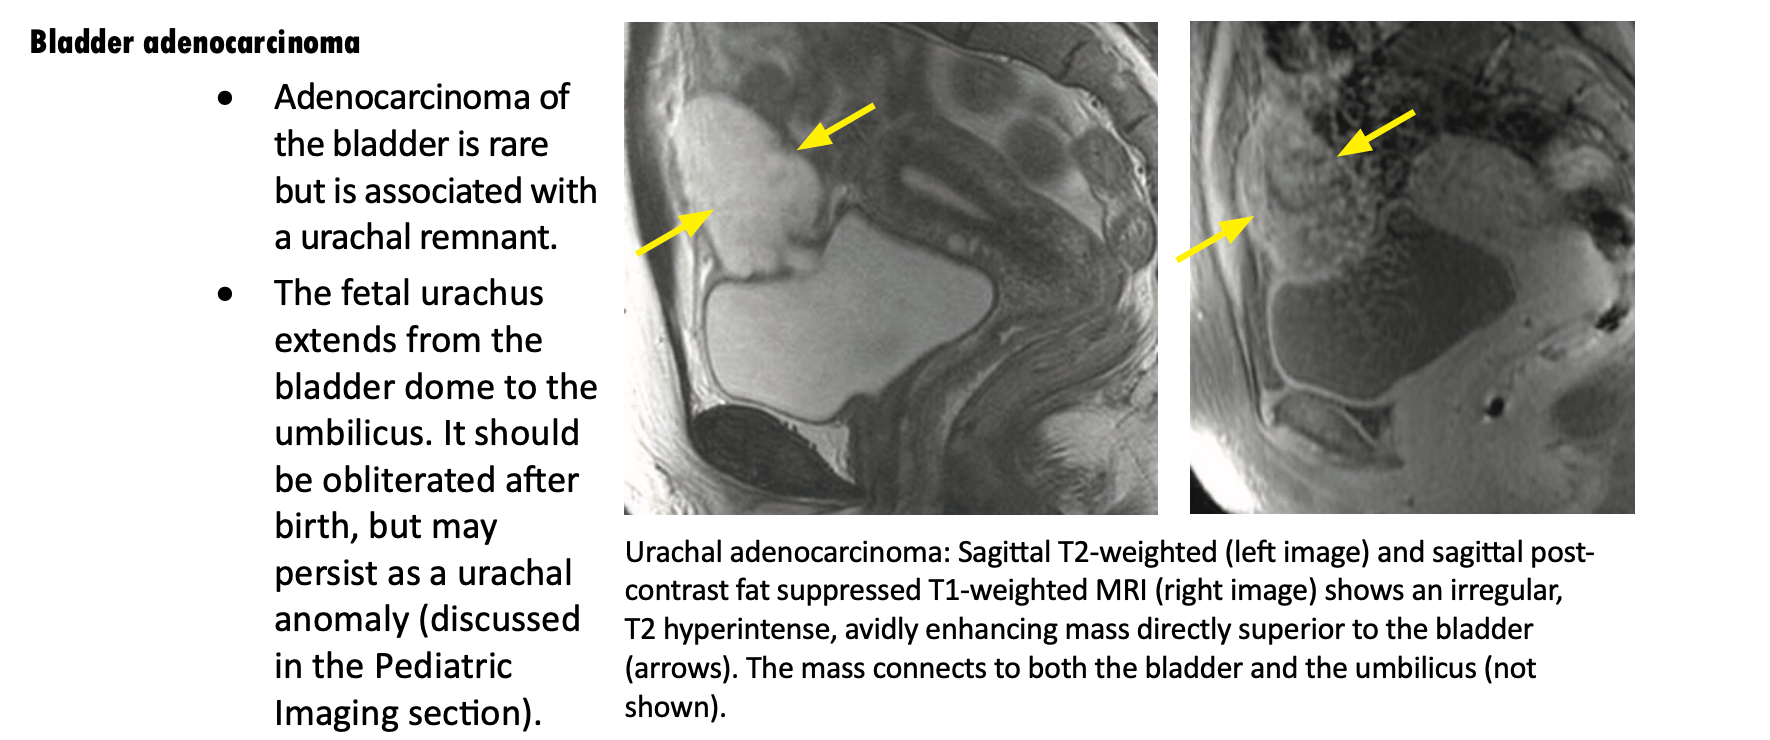 Bladder adenocarcinoma
• Adenocarcinoma of
the bladder is rare
but is associated with
a urachal remnant.
• The fetal urachus
extends from the
bladder dome to the
umbilicus. It should
be obliterated after
birth, but may
persist as a urachal
anomaly (discussed
in the Pediatric
Imaging section).
Urachal adenocarcinoma: Sagittal T2-weighted (left image) and sagittal post-
contrast fat suppressed T1-weighted MRI (right image) shows an irregular,
T2 hyperintense, avidly enhancing mass directly superior to the bladder
(arrows). The mass connects to both the bladder and the umbilicus (not
shown).